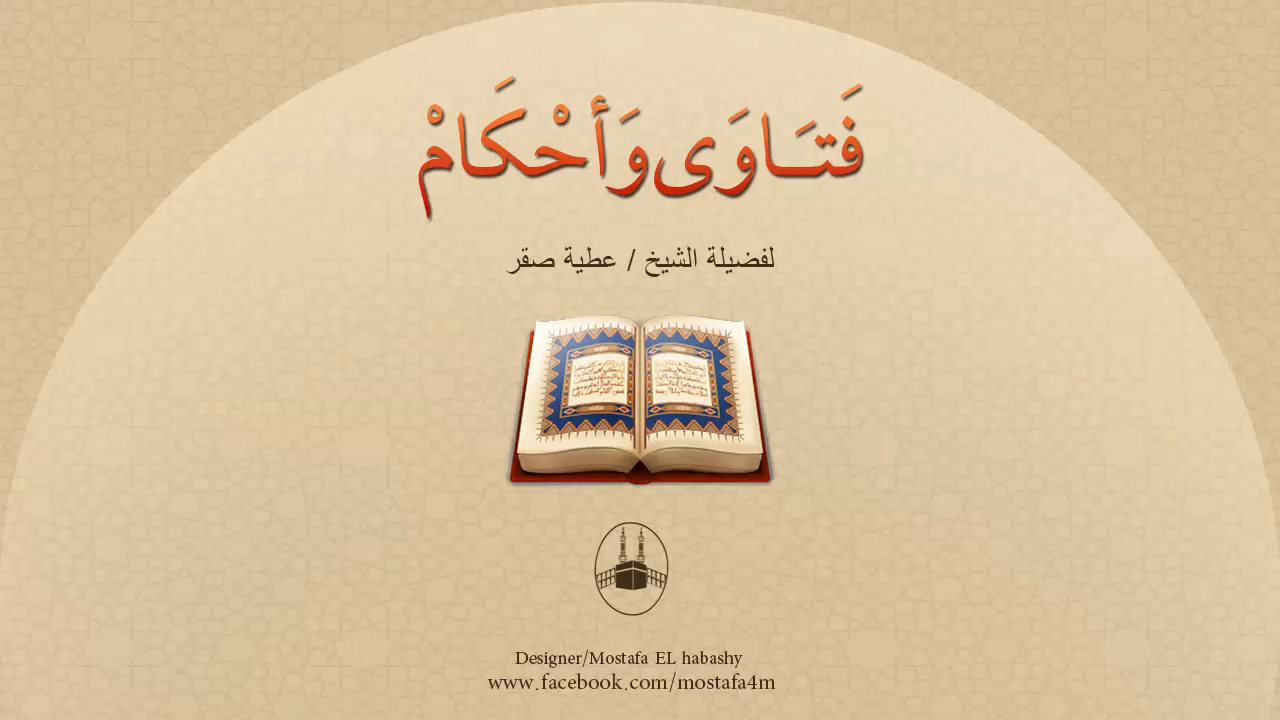 فَتَـاوَى وَأَحْكَامْ
لفضيلة الشيخ / عطية صقر
Designer/Mostafa EL habashy
www.facebook.com/mostafa4m